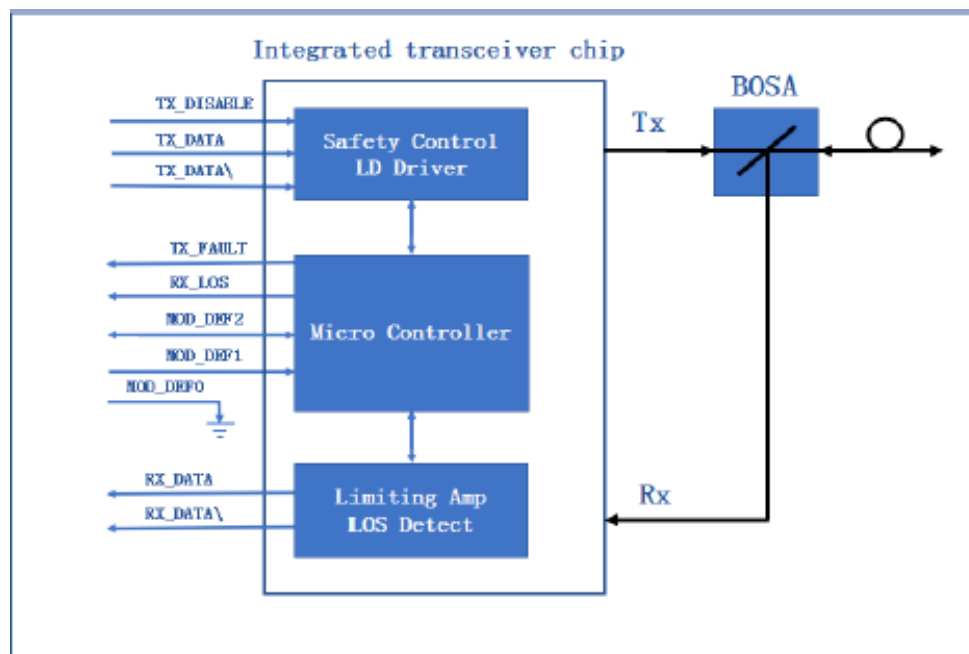 Integrated transceiver chip
BOSA
TX_DISABLE
TX_DATA
TX_DATA\
Safety Control
LD Driver
Tx
TX_FAULT
RX_LOS
MOD_DEF2
MOD_DEF1
MOD_DEF0
Micro Controller
RX_DATA
RX_DATA\
Limiting Amp
LOS Detect
Rx